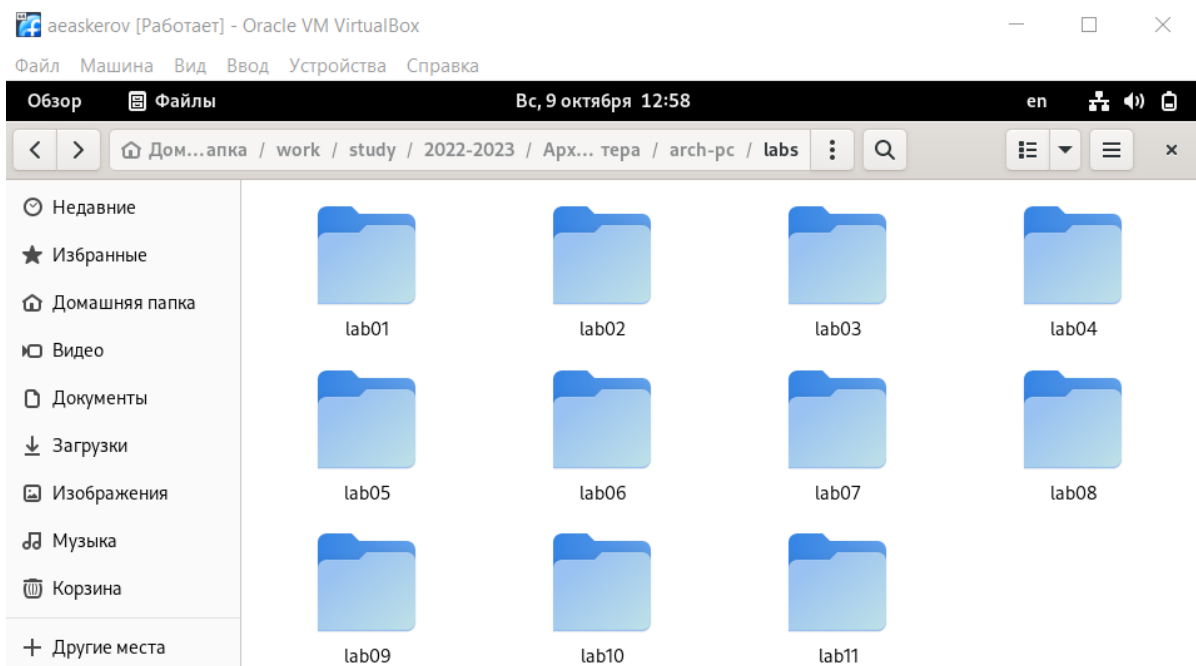 aeaskerov [Работает] - Oracle VM VirtualBox
Файл Машина Вид Ввод Устройства Справка
Обзор Файлы Вс, 9 октября 12:58 en
Дом...апка / work / study / 2022-2023 / Арх... тера / arch-pc / labs
Недавние
Избранные
Домашняя папка
Видео
Документы
Загрузки
Изображения
Музыка
Корзина
+ Другие места
lab01 lab02 lab03 lab04
lab05 lab06 lab07 lab08
lab09 lab10 lab11